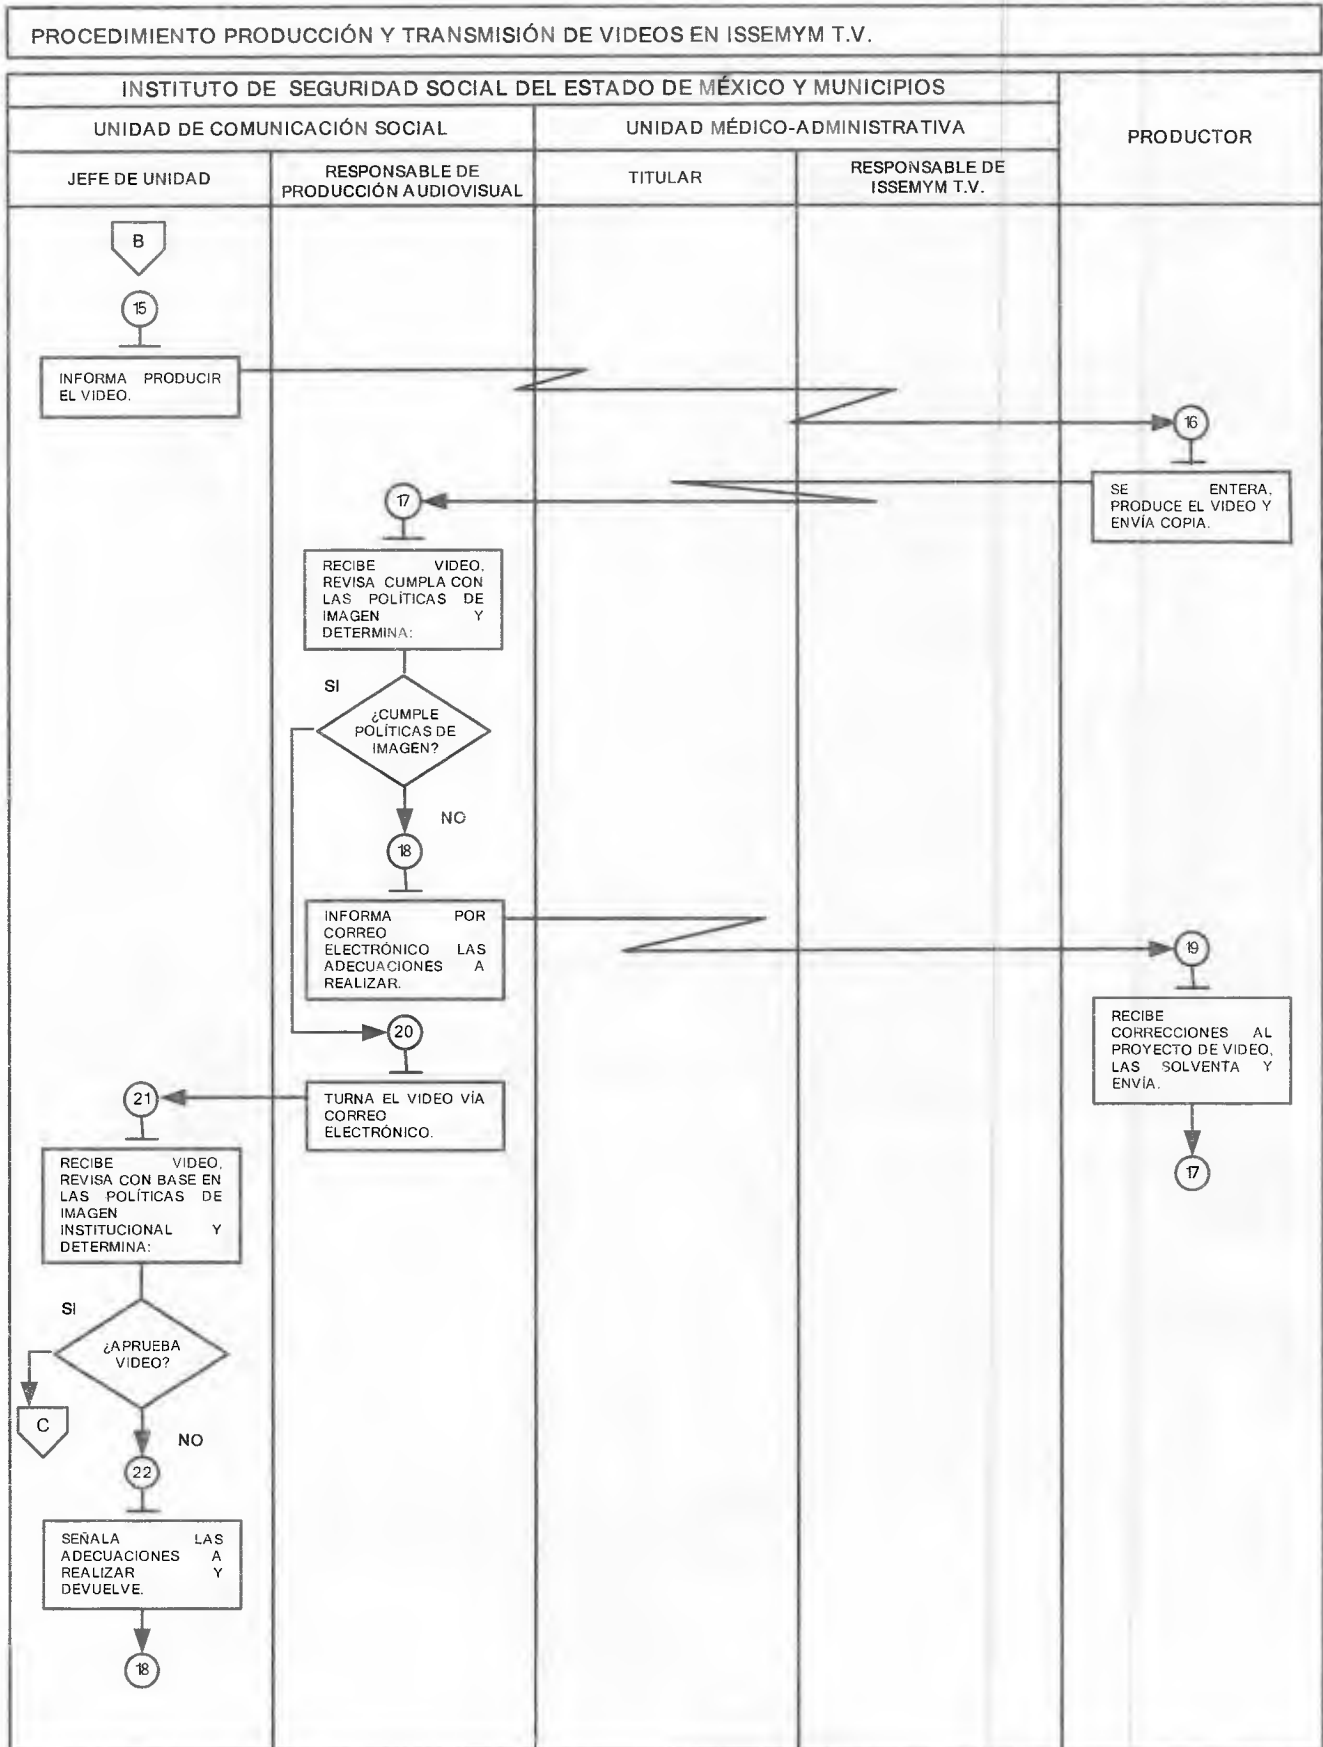 PROCEDIMIENTO PRODUCCIÓN Y TRANSMISIÓN DE VIDEOS EN ISSEMYM T.V.
INSTITUTO DE SEGURIDAD SOCIAL DEL ESTADO DE MÉXICO Y MUNICIPIOS
UNIDAD DE COMUNICACIÓN SOCIAL
UNIDAD MÉDICO-ADMINISTRATIVA
PRODUCTOR
JEFE DE UNIDAD
RESPONSABLE DE
PRODUCCIÓN AUDIOVISUAL
TITULAR
RESPONSABLE DE
ISSEMYM T.V.
B
15
INFORMA PRODUCIR
EL VIDEO.
16
SE ENTERA,
PRODUCE EL VIDEO Y
ENVÍA COPIA.
17
RECIBE VIDEO,
REVISA CUMPLA CON
LAS POLÍTICAS DE
IMAGEN Y
DETERMINA:
SI
¿CUMPLE
POLÍTICAS DE
IMAGEN?
NO
18
INFORMA POR
CORREO
ELECTRÓNICO LAS
ADECUACIONES A
REALIZAR.
19
RECIBE
CORRECCIONES AL
PROYECTO DE VIDEO,
LAS SOLVENTA Y
ENVÍA.
17
20
TURNA EL VIDEO VÍA
CORREO
ELECTRÓNICO.
21
RECIBE VIDEO,
REVISA CON BASE EN
LAS POLÍTICAS DE
IMAGEN
INSTITUCIONAL Y
DETERMINA:
SI
¿APRUEBA
VIDEO?
C
NO
22
SEÑALA LAS
ADECUACIONES A
REALIZAR Y
DEVUELVE.
18